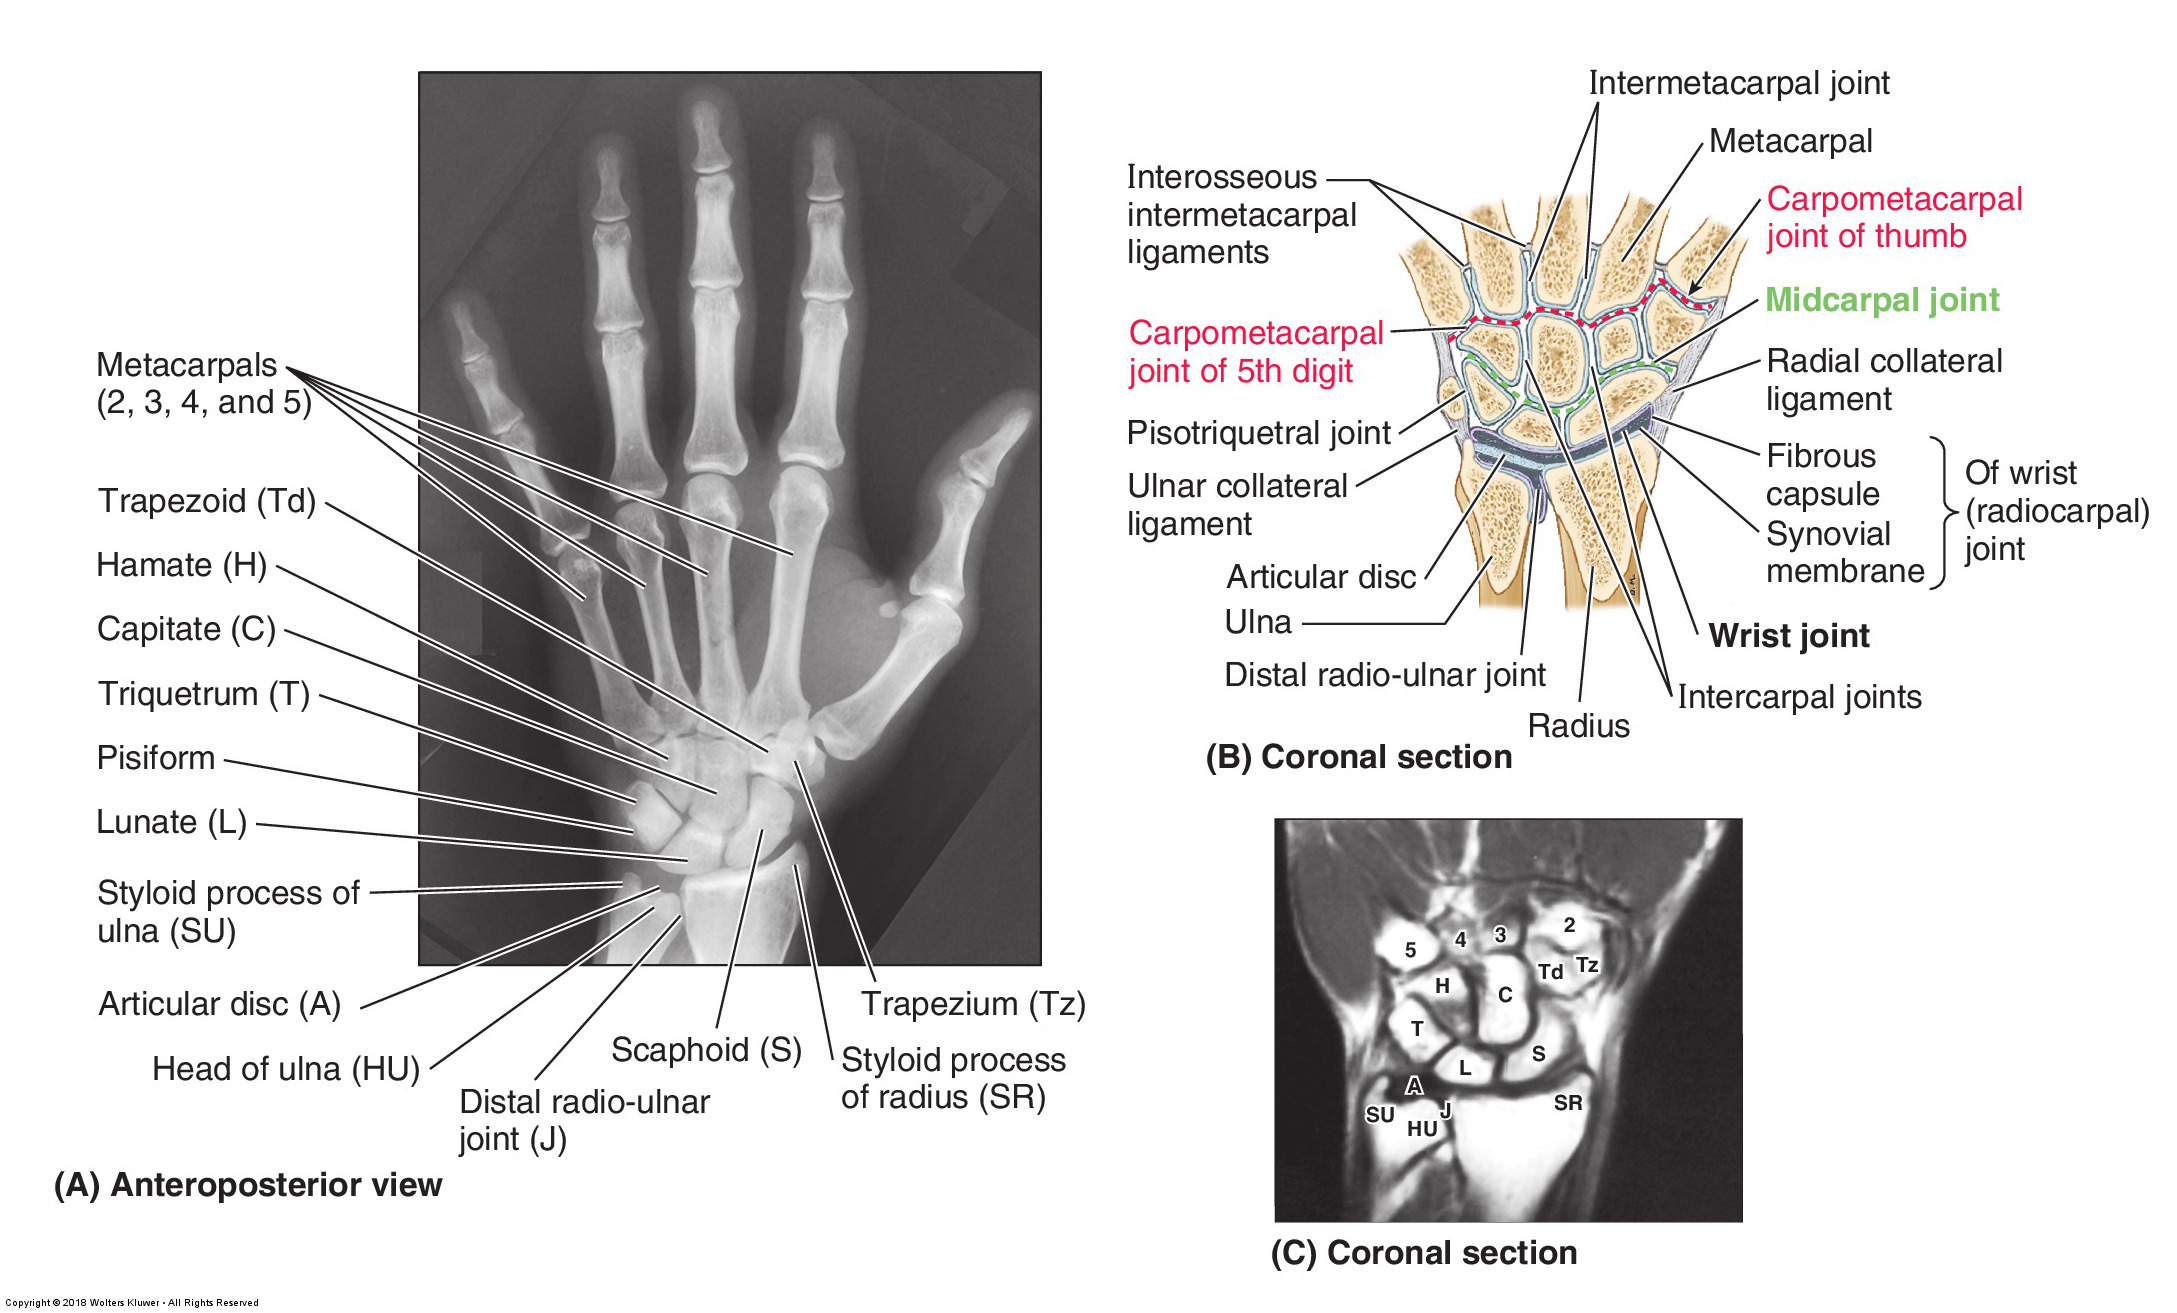 Metacarpals
(2, 3, 4, and 5)
Trapezoid (Td)
Hamate (H)
Capitate (C)
Triquetrum (T)
Pisiform
Lunate (L)
Styloid process of
ulna (SU)
Articular disc (A)
Head of ulna (HU)
Distal radio-ulnar
joint (J)
Scaphoid (S)
Styloid process
of radius (SR)
Trapezium (Tz)
(A) Anteroposterior view
Intermetacarpal joint
Metacarpal
Interosseous
intermetacarpal
ligaments
Carpometacarpal
joint of thumb
Midcarpal joint
Carpometacarpal
joint of 5th digit
Radial collateral
ligament
Pisotriquetral joint
Ulnar collateral
ligament
Fibrous
capsule
Synovial
membrane
Of wrist
(radiocarpal)
joint
Articular disc
Ulna
Distal radio-ulnar joint
Radius
Wrist joint
Intercarpal joints
(B) Coronal section
5
4
3
2
H
C
Td
Tz
T
L
S
A
SU
HU
J
SR
(C) Coronal section
Copyright © 2018 Wolters Kluwer - All Rights Reserved